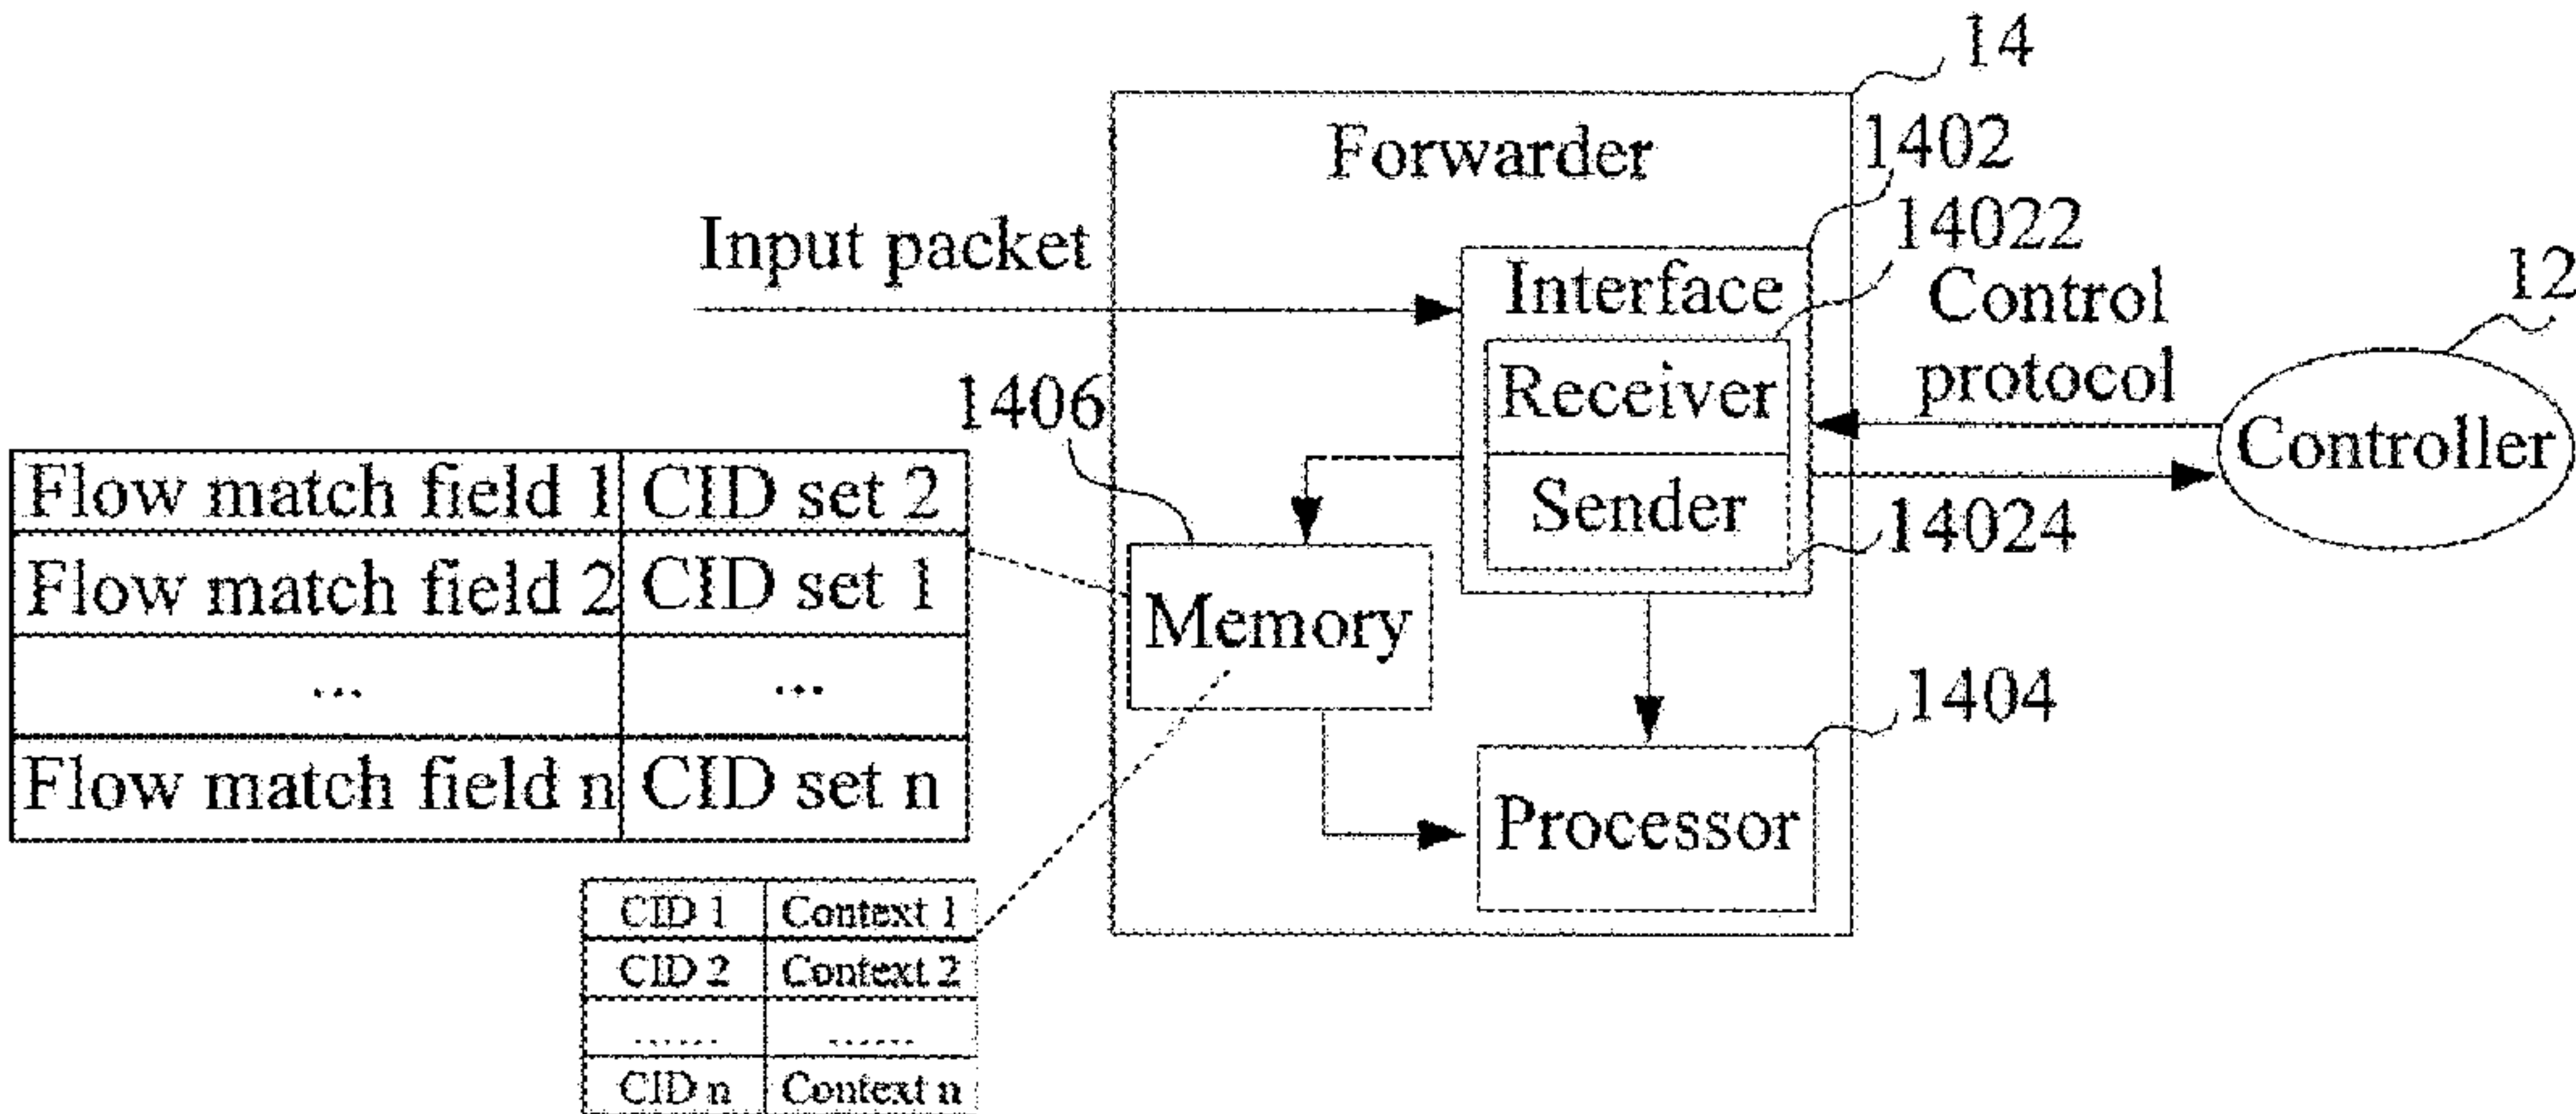 14
Forwarder
1402
14022
Input packet
Interface
Control
protocol
12
Receiver
Controller
1406
Sender
14024
Flow match field 1 CID set 2
Flow match field 2 CID set 1
... ...
Flow match field n CID set n
Memory
1404
Processor
CID 1 Context 1
CID 2 Context 2
...... ......
CID n Context n